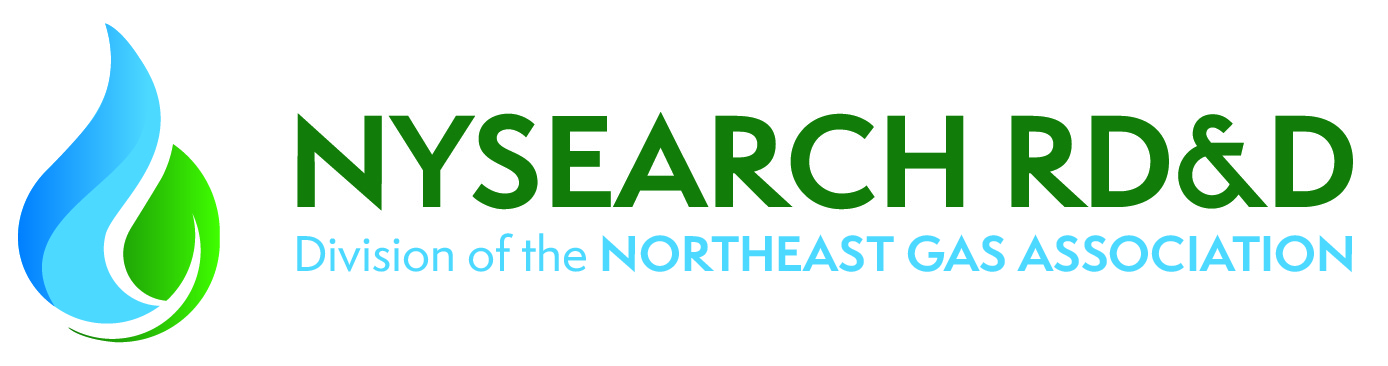 NYSEARCH RD&D
Division of the NORTHEAST GAS ASSOCIATION